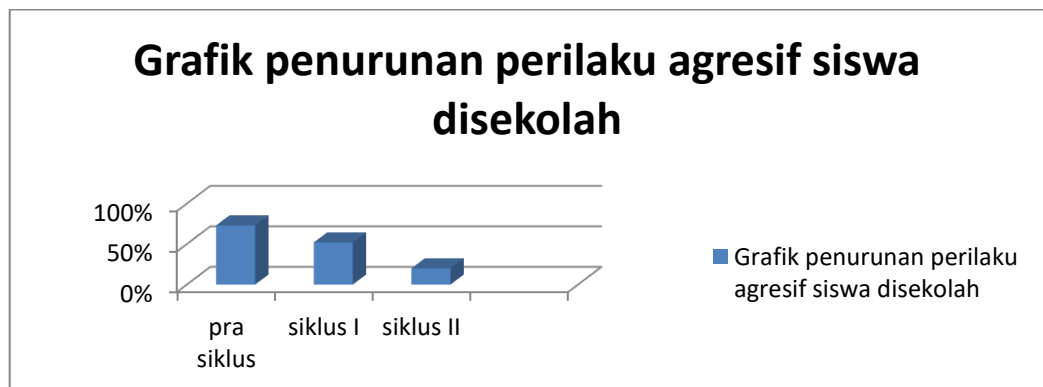 Grafik penurunan perilaku agresif siswa
disekolah
100%
50%
0%
pra
siklus
siklus I
siklus II
Grafik penurunan perilaku
agresif siswa disekolah